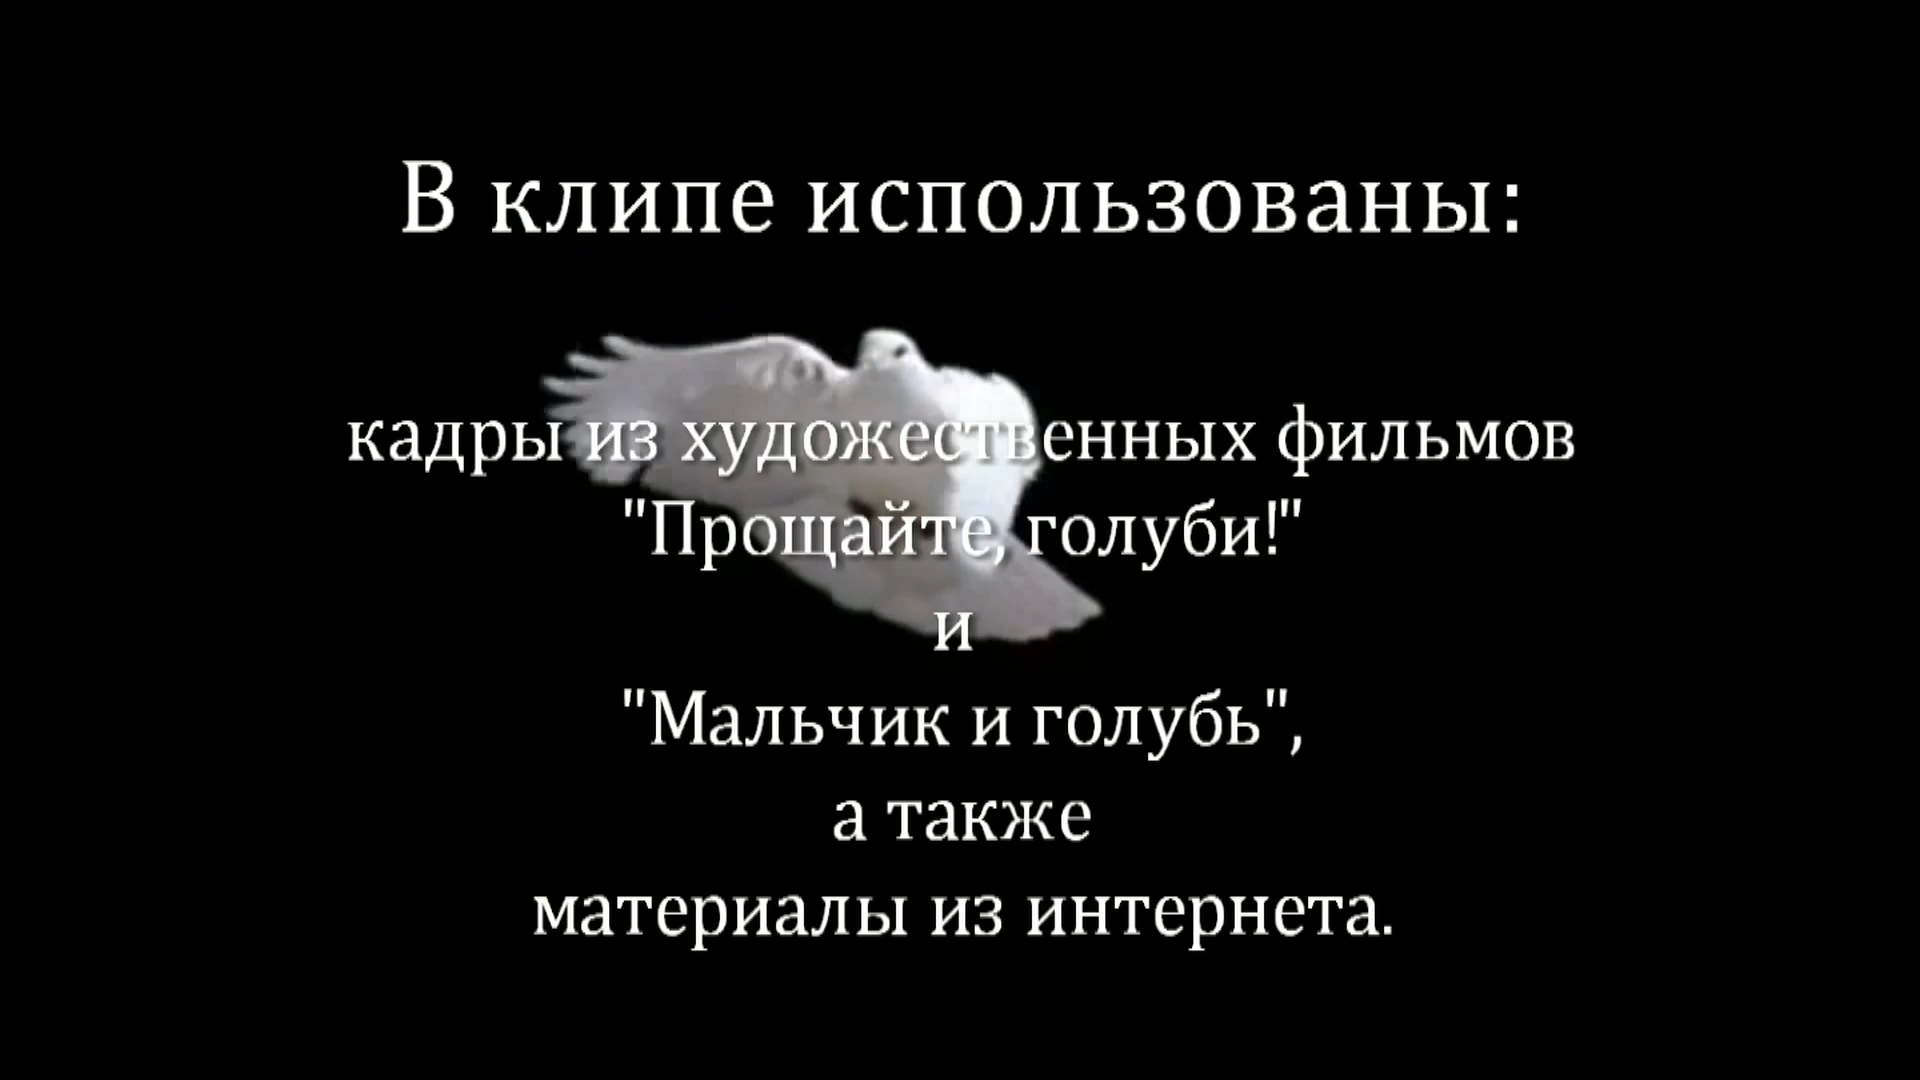 В клипе использованы:
кадры из художественных фильмов
"Прощайте, голуби!"
и
"Мальчик и голубь",
а также
материалы из интернета.